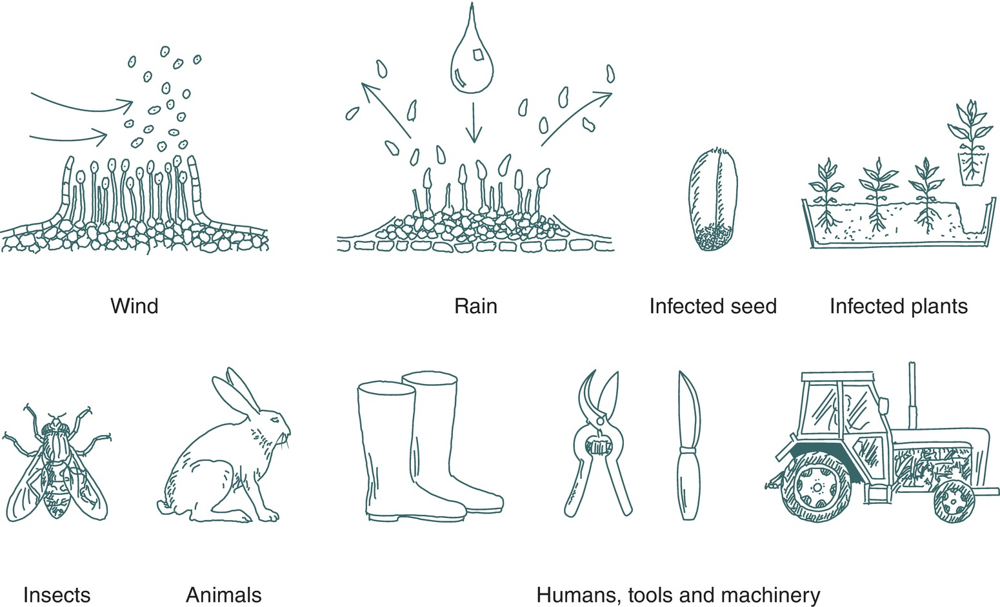 Wind
Rain
Infected seed
Infected plants
Insects
Animals
Humans, tools and machinery